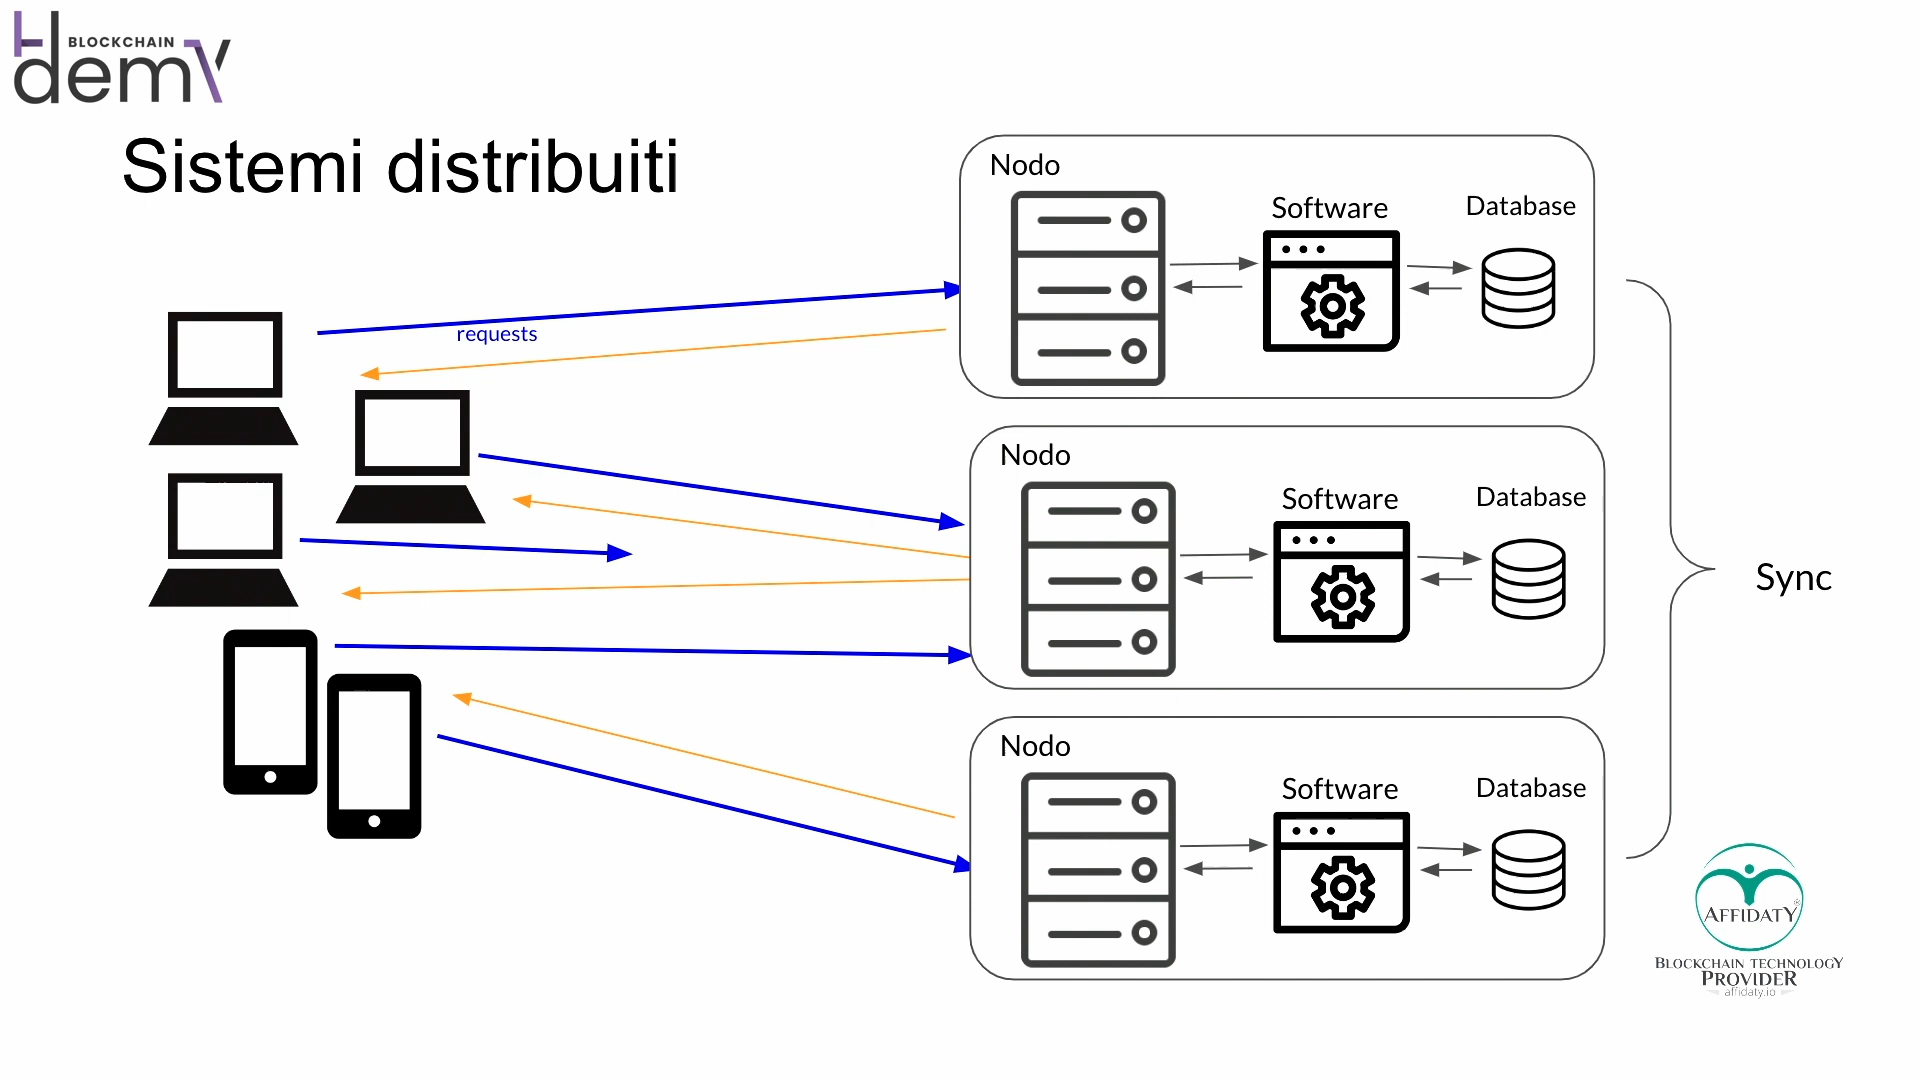 BLOCKCHAIN
demy
Sistemi distribuiti
requests
Nodo
Software
Database
Nodo
Software
Database
Nodo
Software
Database
Sync
AFFIDATY®
BLOCKCHAIN TECHNOLOGY
PROVIDER
affidaty.io